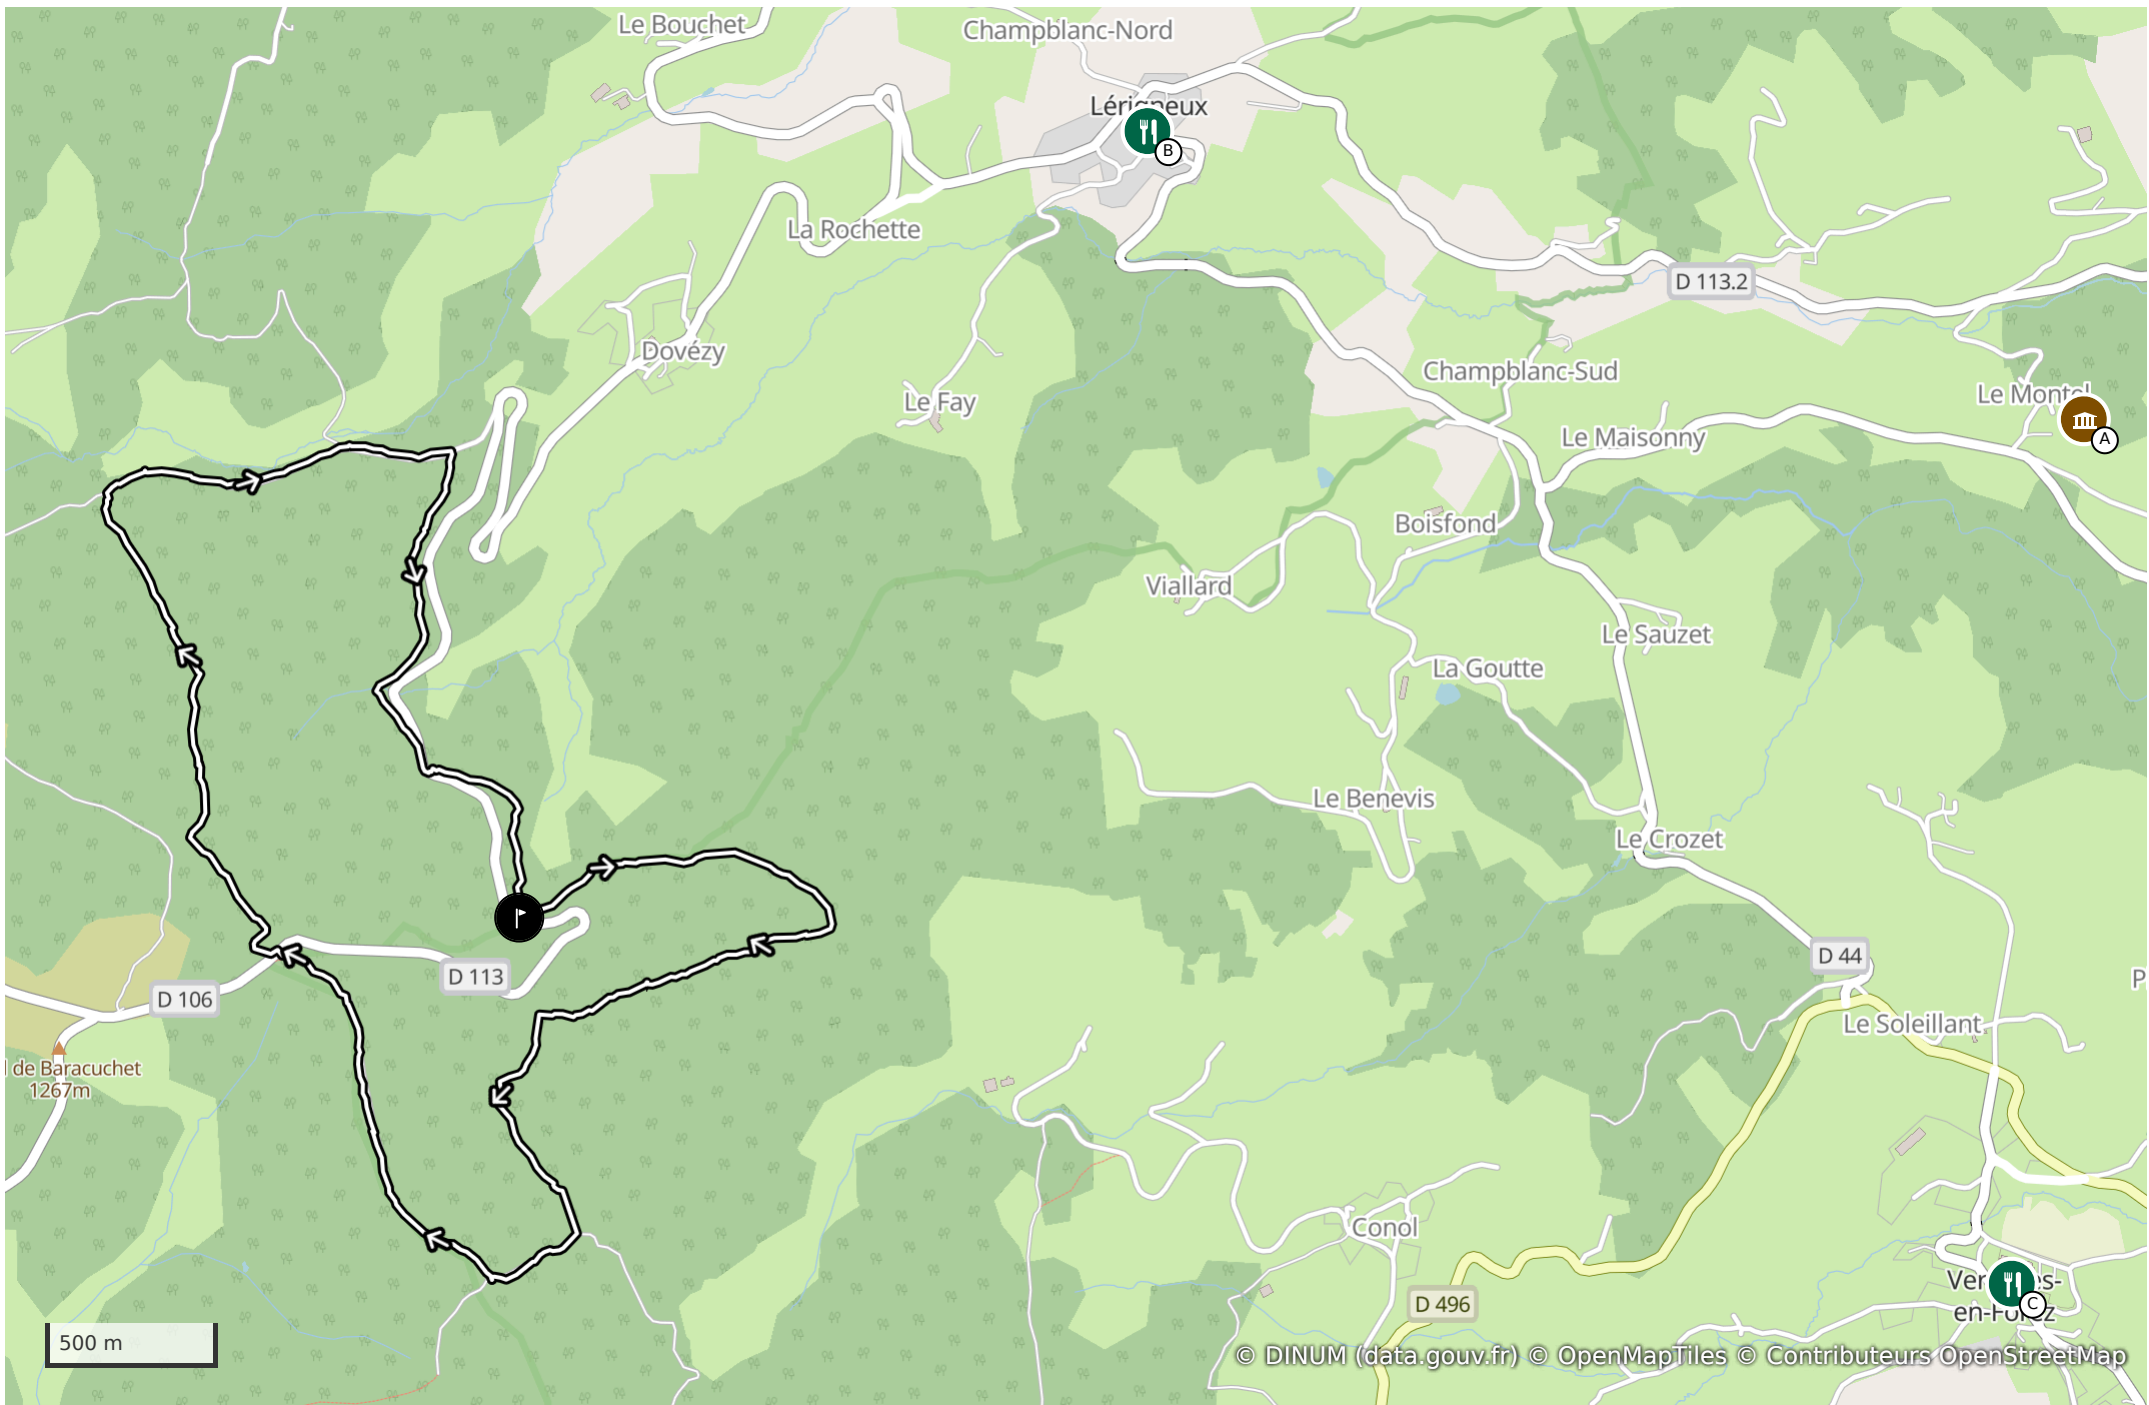 Le Bouchet
Champblanc-Nord
B
La Rochette
D 113.2
Dovézy
Champblanc-Sud
Le Fay
A
Le Maisonny
Boisfond
Viallard
Le Sauzet
La Goutte
Le Benevis
Le Crozet
D 44
D 113
D 106
Le Soleillant
de Baracuchet
1267m
Conol
D 496
C
500 m
© DINUM (data.gouv.fr) © OpenMapTiles © Contributeurs OpenStreetMap